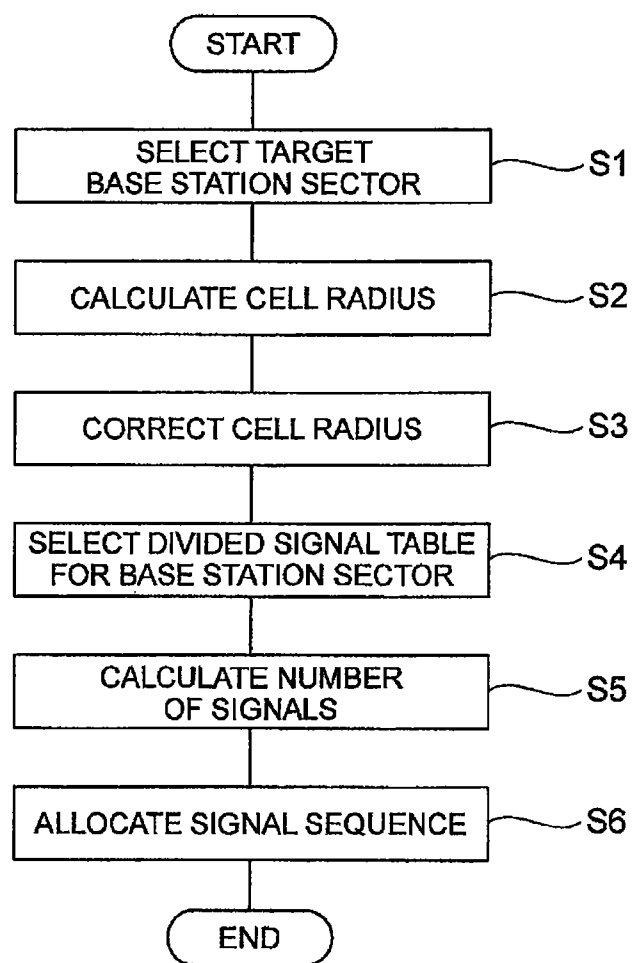 START
SELECT TARGET
BASE STATION SECTOR
S1
CALCULATE CELL RADIUS
S2
CORRECT CELL RADIUS
S3
SELECT DIVIDED SIGNAL TABLE
FOR BASE STATION SECTOR
S4
CALCULATE NUMBER
OF SIGNALS
S5
ALLOCATE SIGNAL SEQUENCE
S6
END